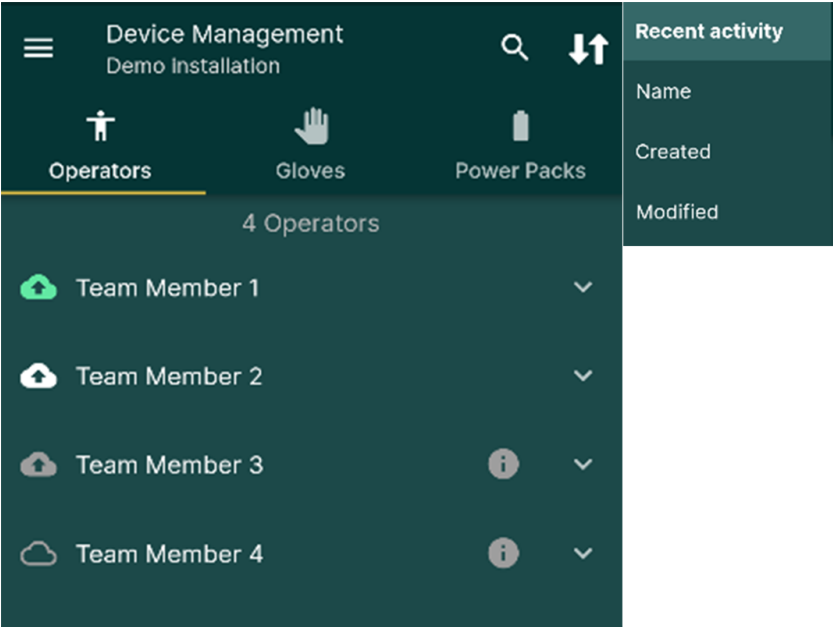 Device Management
Demo Installation
Operators
Gloves
Power Packs
4 Operators
Team Member 1
Team Member 2
Team Member 3
Team Member 4
Recent activity
Name
Created
Modified